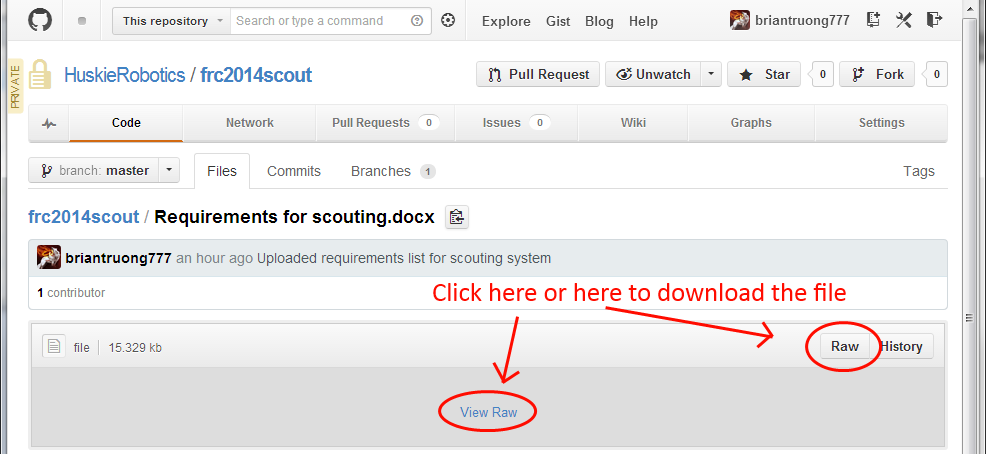 This repository Search or type a command Explore Gist Blog Help briantruong777
PRIVATE
HuskieRobotics / frc2014scout Pull Request Unwatch Star 0 Fork 0
Code Network Pull Requests 0 Issues 0 Wiki Graphs Settings
branch: master Files Commits Branches 1 Tags
frc2014scout / Requirements for scouting.docx
briantruong777 an hour ago Uploaded requirements list for scouting system
1 contributor
Click here or here to download the file
file 15.329 kb Raw History
View Raw